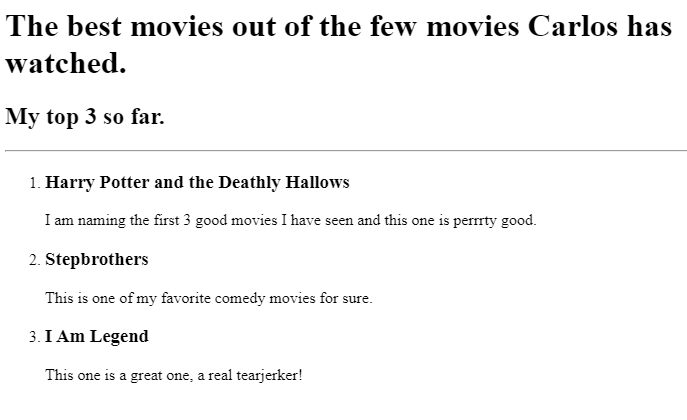 The best movies out of the few movies Carlos has
watched.
My top 3 so far.
1. Harry Potter and the Deathly Hallows
I am naming the first 3 good movies I have seen and this one is perrrty good.
2. Stepbrothers
This is one of my favorite comedy movies for sure.
3. I Am Legend
This one is a great one, a real tearjerker!